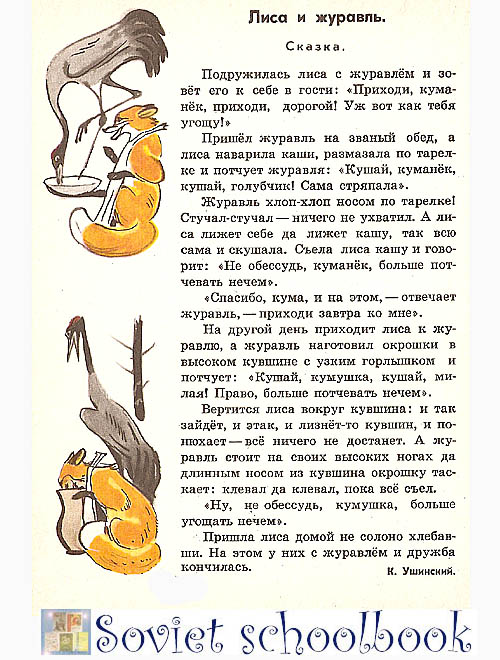 Лиса и журавль.
Сказка.
Подружилась лиса с журавлём и зо-
вёт его к себе в гости: «Приходи, кума-
нёк, приходи, дорогой! Уж вот как тебя
угощу!»
Пришёл журавль на званый обед, а
лиса наварила каши, размазала по тарел-
ке и потчует журавля: «Кушай, куманёк,
кушай, голубчик! Сама стряпала».
Журавль хлоп-хлоп носом по тарелке!
Стучал-стучал — ничего не ухватил. А ли-
са лижет себе да лижет кашу, так всю
сама и скушала. Съела лиса кашу и гово-
рит: «Не обессудь, куманёк, больше пот-
чевать нечем».
«Спасибо, кума, и на этом, — отвечает
журавль, — приходи завтра ко мне».
На другой день приходит лиса к жу-
равлю, а журавль наготовил окрошки в
высоком кувшине с узким горлышком и
потчует: «Кушай, кумушка, кушай, ми-
лая! Право, больше потчевать нечем».
Вертится лиса вокруг кувшина: и так
зайдёт, и этак, и лизнёт-то кувшин, и по-
нюхает — всё ничего не достанет. А жу-
равль стоит на своих высоких ногах да
длинным носом из кувшина окрошку тас-
кает: клевал да клевал, пока всё съел.
«Ну, не обессудь, кумушка, больше
угощать нечем».
Пришла лиса домой не солоно хлебав-
ши. На этом у них с журавлём и дружба
кончилась.
К. Ушинский.
Soviet schoolbook